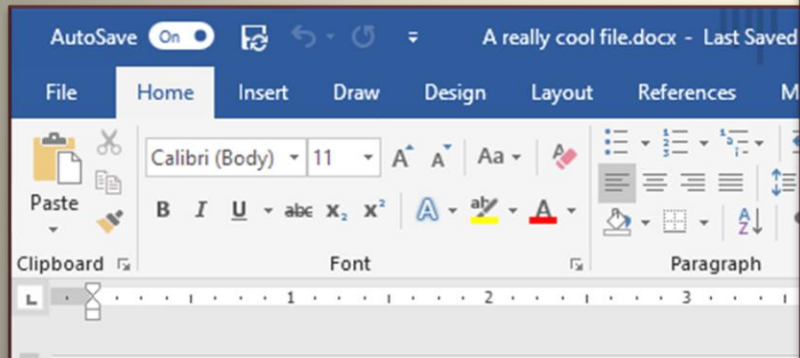 AutoSave On A really cool file.docx - Last Saved
File Home Insert Draw Design Layout References M
Calibri (Body) 11 A A Aa A
Paste B I U abc X₂ X² A ab A A Z
Clipboard Font Paragraph
L 1 2 3